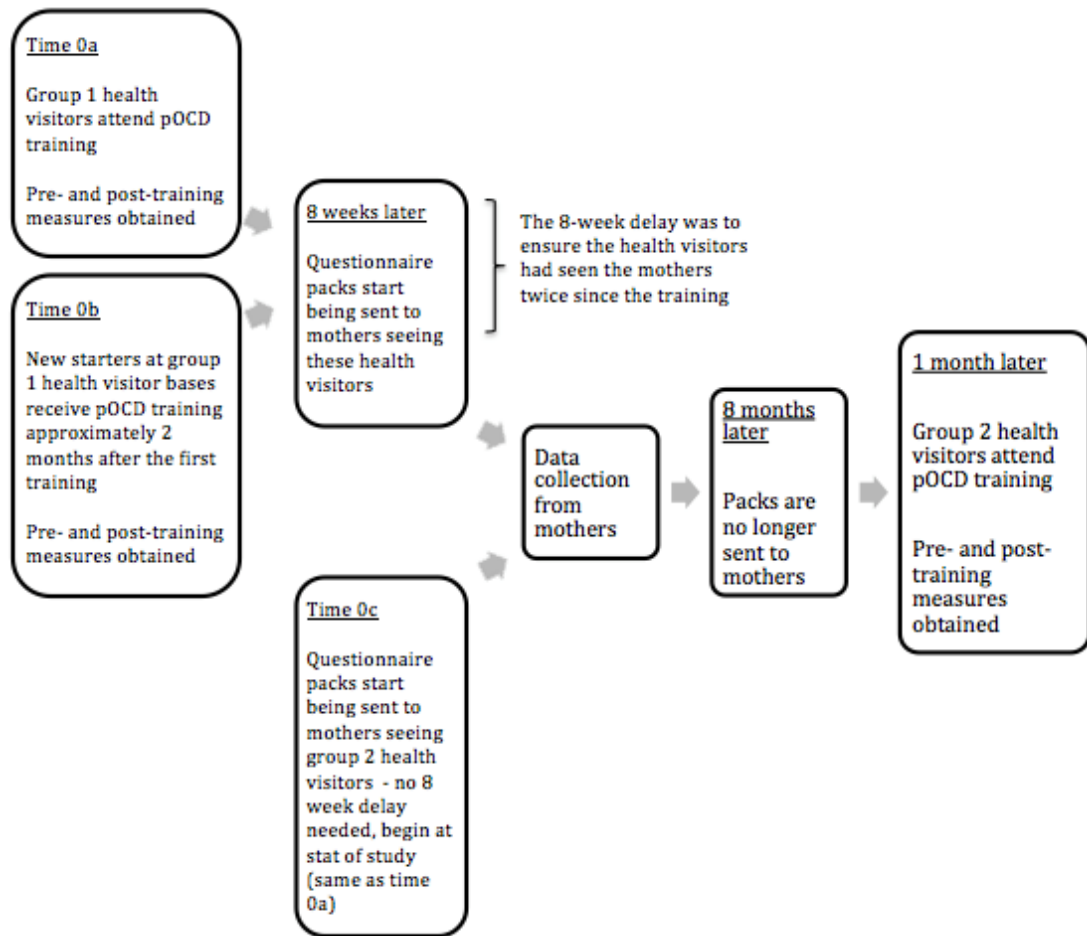 Time 0a
Group 1 health
visitors attend pOCD
training
Pre- and post-training
measures obtained
Time 0b
New starters at group
1 health visitor bases
receive pOCD training
approximately 2
months after the first
training
Pre- and post-training
measures obtained
8 weeks later
Questionnaire
packs start
being sent to
mothers seeing
these health
visitors
The 8-week delay was to
ensure the health visitors
had seen the mothers
twice since the training
Time 0c
Questionnaire
packs start
being sent to
mothers seeing
group 2 health
visitors - no 8
week delay
needed, begin at
stat of study
(same as time
0a)
Data
collection
from
mothers
8 months
later
Packs are
no longer
sent to
mothers
1 month later
Group 2 health
visitors attend
pOCD training
Pre- and post-
training
measures
obtained